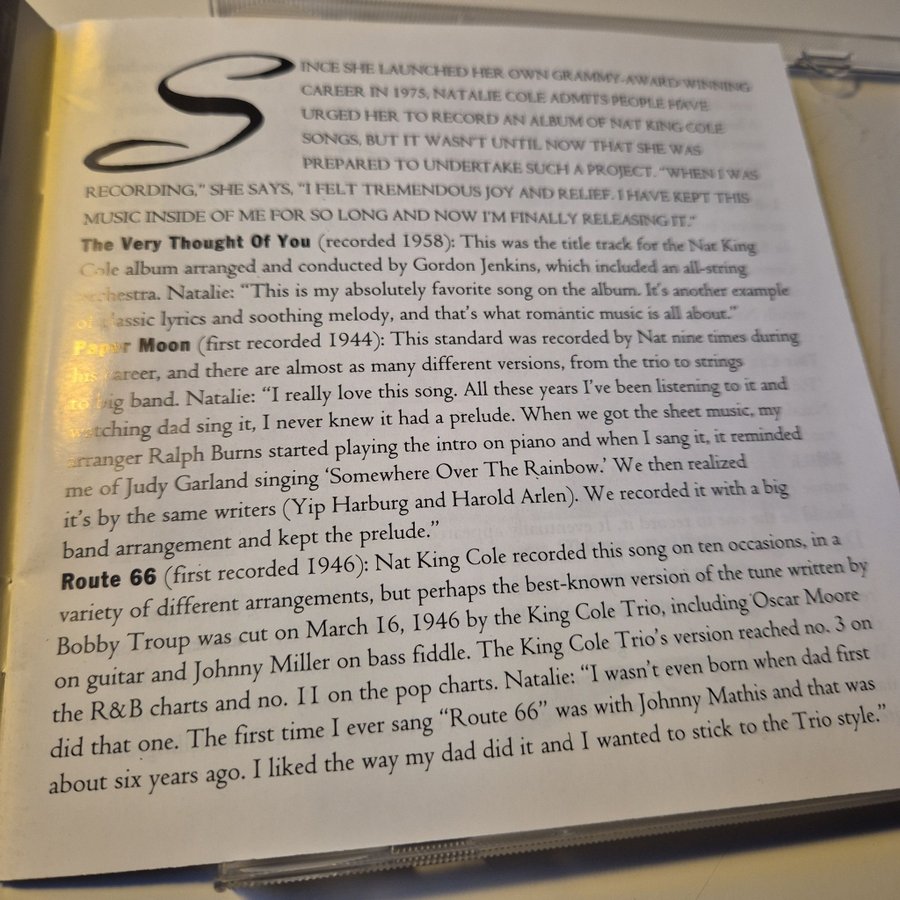 SINCE SHE LAUNCHED HER OWN GRAMMY-AWARD-WINNING
CAREER IN 1975, NATALIE COLE ADMITS PEOPLE HAVE
URGED HER TO RECORD AN ALBUM OF NAT KING COLE
SONGS, BUT IT WASN'T UNTIL NOW THAT SHE WAS
PREPARED TO UNDERTAKE SUCH A PROJECT. "WHEN I WAS
RECORDING," SHE SAYS, "I FELT TREMENDOUS JOY AND RELIEF. I HAVE KEPT THIS
MUSIC INSIDE OF ME FOR SO LONG AND NOW I'M FINALLY RELEASING IT."
The Very Thought Of You (recorded 1958): This was the title track for the Nat King
Cole album arranged and conducted by Gordon Jenkins, which included an all-string
orchestra. Natalie: "This is my absolutely favorite song on the album. It's another example
of classic lyrics and soothing melody, and that's what romantic music is all about."
Paper Moon (first recorded 1944): This standard was recorded by Nat nine times during
his career, and there are almost as many different versions, from the trio to strings
to big band. Natalie: "I really love this song. All these years I've been listening to it and
watching dad sing it, I never knew it had a prelude. When we got the sheet music, my
arranger Ralph Burns started playing the intro on piano and when I sang it, it reminded
me of Judy Garland singing 'Somewhere Over The Rainbow.' We then realized
it's by the same writers (Yip Harburg and Harold Arlen). We recorded it with a big
band arrangement and kept the prelude."
Route 66 (first recorded 1946): Nat King Cole recorded this song on ten occasions, in a
variety of different arrangements, but perhaps the best-known version of the tune written by
Bobby Troup was cut on March 16, 1946 by the King Cole Trio, including Oscar Moore
on guitar and Johnny Miller on bass fiddle. The King Cole Trio's version reached no. 3 on
the R&B charts and no. 11 on the pop charts. Natalie: "I wasn't even born when dad first
did that one. The first time I ever sang "Route 66" was with Johnny Mathis and that was
about six years ago. I liked the way my dad did it and I wanted to stick to the Trio style."